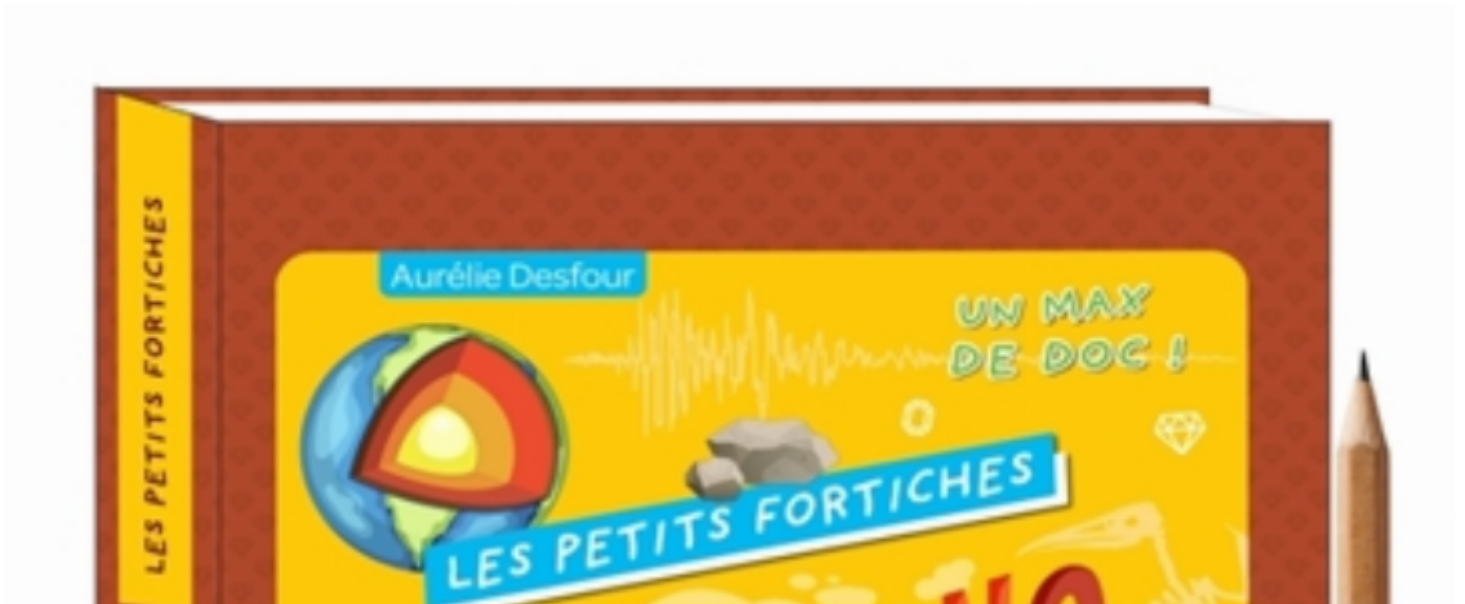 LES PETITS FORTICHES
Aurélie Desfour
UN MAX
DE DOC !
LES PETITS FORTICHES